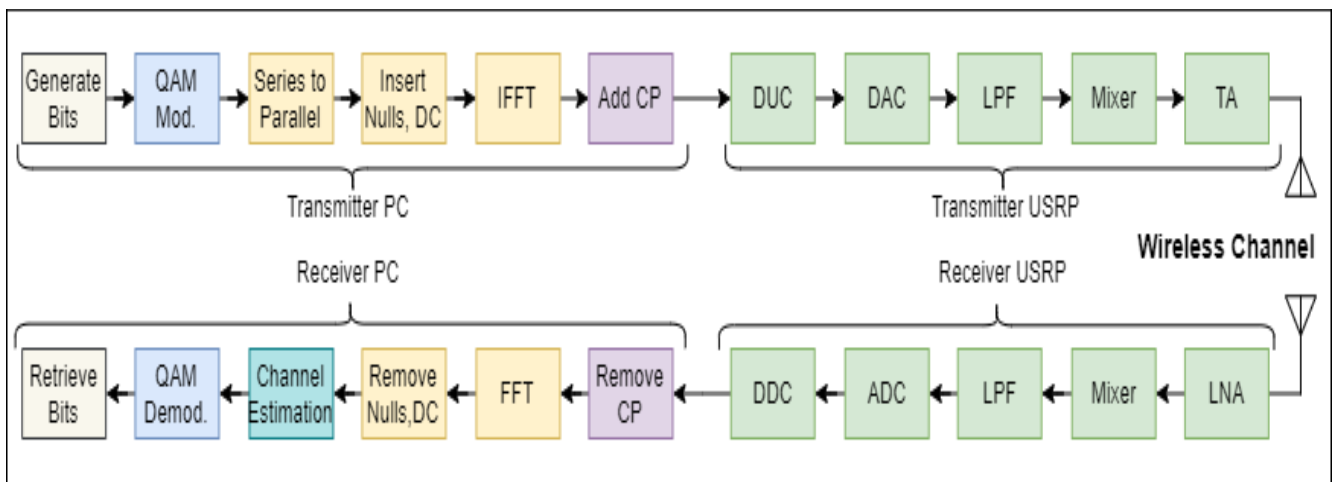 Generate
Bits
QAM
Mod.
Series to
Parallel
Insert
Nulls, DC
IFFT
Add CP
DUC
DAC
LPF
Mixer
TA
Transmitter PC
Transmitter USRP
Wireless Channel
Receiver PC
Receiver USRP
Retrieve
Bits
QAM
Demod.
Channel
Estimation
Remove
Nulls,DC
FFT
Remove
CP
DDC
ADC
LPF
Mixer
LNA